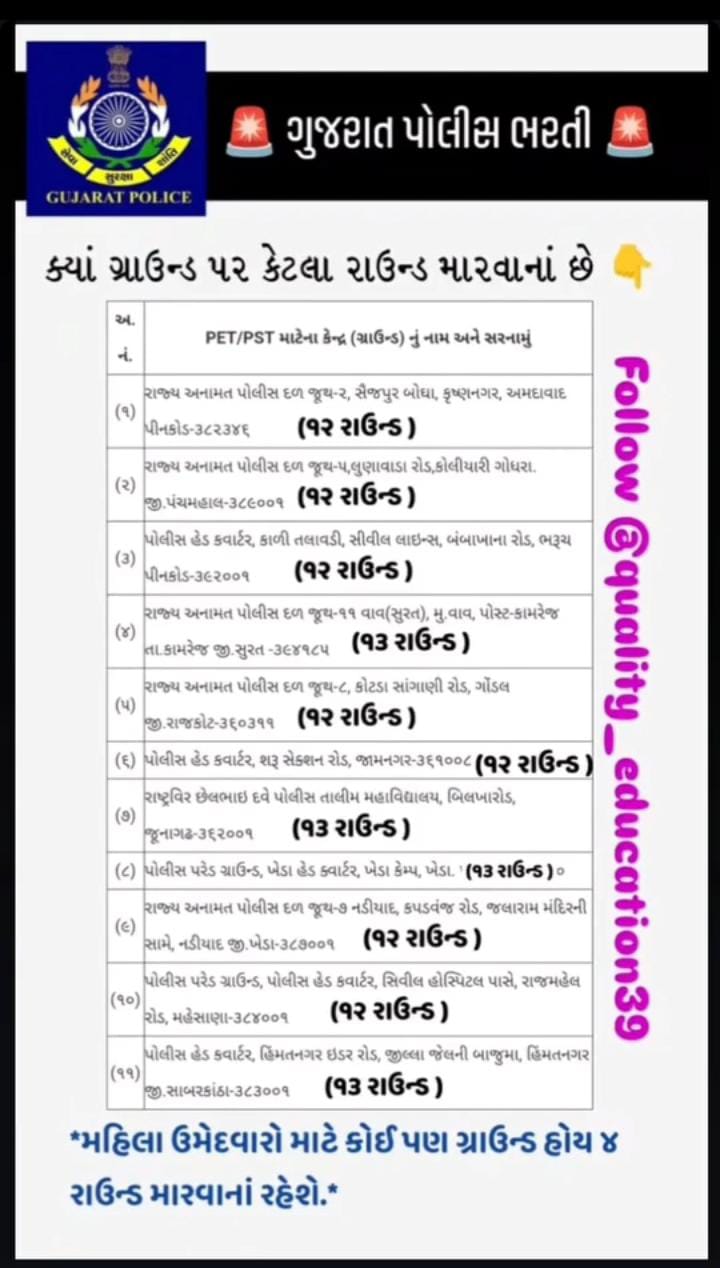 સેવા
સુરક્ષા
શાંતિ
GUJARAT POLICE
ગુજરાત પોલીસ ભરતી
ક્યાં ગ્રાઉન્ડ પર કેટલા રાઉન્ડ મારવાનાં છે
અ.
નં.
PET/PST માટેના કેન્દ્ર (ગ્રાઉન્ડ) નું નામ અને સરનામું
(૧)
રાજ્ય અનામત પોલીસ દળ જૂથ-૨, સૈજપુર બોઘા, કૃષ્ણનગર, અમદાવાદ
પીનકોડ-૩૮૨૩૪૬ (૧૨ રાઉન્ડ)
(૨)
રાજ્ય અનામત પોલીસ દળ જૂથ-૫,લુણાવાડા રોડ,કોલીયારી ગોધરા.
જી.પંચમહાલ-૩૮૯૦૦૧ (૧૨ રાઉન્ડ)
(૩)
પોલીસ હેડ કવાર્ટર, કાળી તલાવડી, સીવીલ લાઇન્સ, બંબાખાના રોડ, ભરૂચ
પીનકોડ-૩૯૨૦૦૧ (૧૨ રાઉન્ડ)
(૪)
રાજ્ય અનામત પોલીસ દળ જૂથ-૧૧ વાવ(સુરત), મુ.વાવ, પોસ્ટ-કામરેજ
તા.કામરેજ જી.સુરત -૩૯૪૧૮૫ (૧૩ રાઉન્ડ)
(૫)
રાજ્ય અનામત પોલીસ દળ જૂથ-૮, કોટડા સાંગાણી રોડ, ગોંડલ
જી.રાજકોટ-૩૬૦૩૧૧ (૧૨ રાઉન્ડ)
(૬) પોલીસ હેડ કવાર્ટર, શરૂ સેક્શન રોડ, જામનગર-૩૬૧૦૦૮ (૧૨ રાઉન્ડ)
(૭)
રાષ્ટ્રવિર છેલભાઇ દવે પોલીસ તાલીમ મહાવિદ્યાલય, બિલખારોડ,
જૂનાગઢ-૩૬૨૦૦૧ (૧૩ રાઉન્ડ)
(૮) પોલીસ પરેડ ગ્રાઉન્ડ, ખેડા હેડ ક્વાર્ટર, ખેડા કેમ્પ, ખેડા. (૧૩ રાઉન્ડ)૦
(૯)
રાજ્ય અનામત પોલીસ દળ જૂથ-૭ નડીયાદ, કપડવંજ રોડ, જલારામ મંદિરની
સામે, નડીયાદ જી.ખેડા-૩૮૭૦૦૧ (૧૨ રાઉન્ડ)
(૧૦)
પોલીસ પરેડ ગ્રાઉન્ડ, પોલીસ હેડ કવાર્ટર, સિવીલ હોસ્પિટલ પાસે, રાજમહેલ
રોડ, મહેસાણા-૩૮૪૦૦૧ (૧૨ રાઉન્ડ)
(૧૧)
પોલીસ હેડ કવાર્ટર, હિંમતનગર ઇડર રોડ, જીલ્લા જેલની બાજુમા, હિંમતનગર
જી.સાબરકાંઠા-૩૮૩૦૦૧ (૧૩ રાઉન્ડ)
Follow @quality_education39
*મહિલા ઉમેદવારો માટે કોઈ પણ ગ્રાઉન્ડ હોય ૪
રાઉન્ડ મારવાનાં રહેશે.*